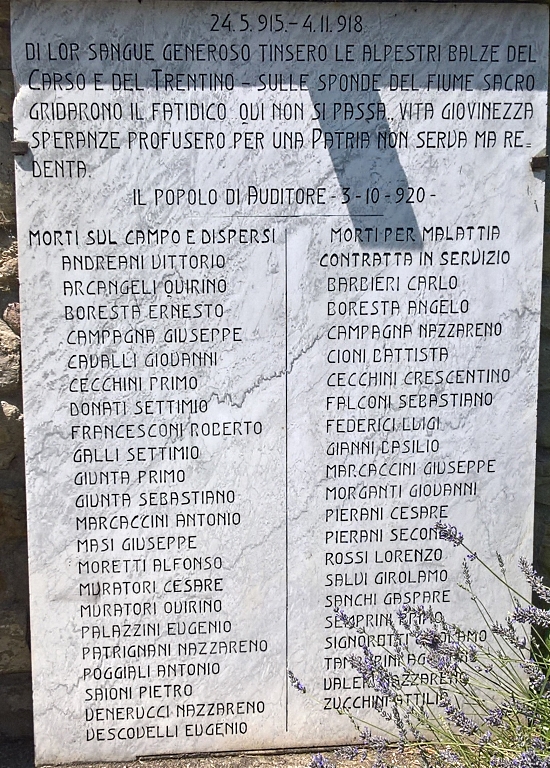 24.5.915.-4.11.918
DI LOR SANGUE GENEROSO TINSERO LE ALPESTRI BALZE DEL
CARSO E DEL TRENTINO - SULLE SPONDE DEL FIUME SACRO
GRIDARONO IL FATIDICO QUI NON SI PASSA, VITA GIOVINEZZA
SPERANZE PROFUSERO PER UNA PATRIA NON SERVA MA RE=
DENTA.
IL POPOLO DI AUDITORE - 3-10-920-
MORTI SUL CAMPO E DISPERSI
ANDREANI VITTORIO
ARCANGELI QUIRINO
BORESTA ERNESTO
CAMPAGNA GIUSEPPE
CAVALLI GIOVANNI
CECCHINI PRIMO
DONATI SETTIMIO
FRANCESCONI ROBERTO
GALLI SETTIMIO
GIUNTA PRIMO
GIUNTA SEBASTIANO
MARCACCINI ANTONIO
MASI GIUSEPPE
MORETTI ALFONSO
MURATORI CESARE
MURATORI QUIRINO
PALAZZINI EUGENIO
PATRIGNANI NAZZARENO
POGGIALI ANTONIO
SAIONI PIETRO
VENERUCCI NAZZARENO
VESCOVELLI EUGENIO
MORTI PER MALATTIA
CONTRATTA IN SERVIZIO
BARBIERI CARLO
BORESTA ANGELO
CAMPAGNA NAZZARENO
CIONI BATTISTA
CECCHINI CRESCENTINO
FALCONI SEBASTIANO
FEDERICI LUIGI
GIANNI BASILIO
MARCACCINI GIUSEPPE
MORGANTI GIOVANNI
PIERANI CESARE
PIERANI SECONDO
ROSSI LORENZO
SALVI GIROLAMO
SANCHI GASPARE
SEMPRINI PRIMO
SIGNOROTTI GIROLAMO
VALERI NAZZARENO
ZUCCHINI ATTILIO